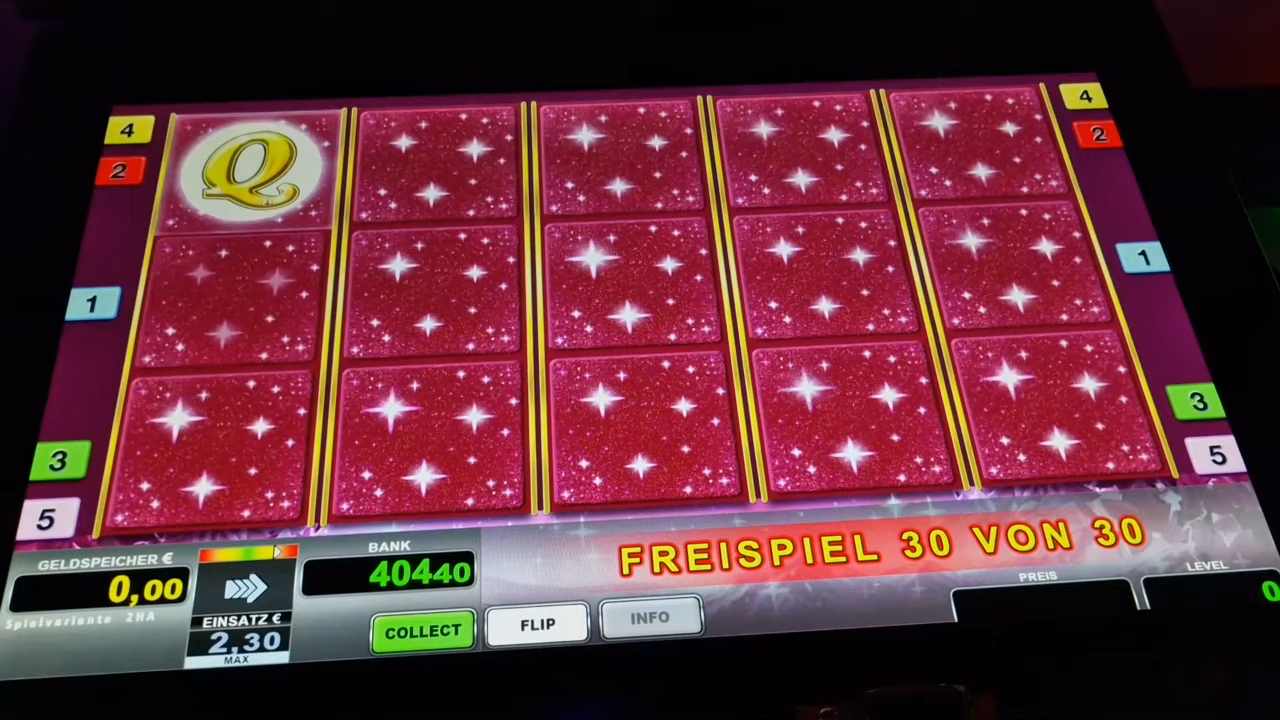 4
4
Q
2
2
1
1
3
3
5
5
FREISPIEL 30 VON 30
GELDSPEICHER €
0,00
Spielvariante 2HA
EINSATZ €
2,30
MAX
BANK
40440
COLLECT
FLIP
INFO
PREIS
LEVEL
0